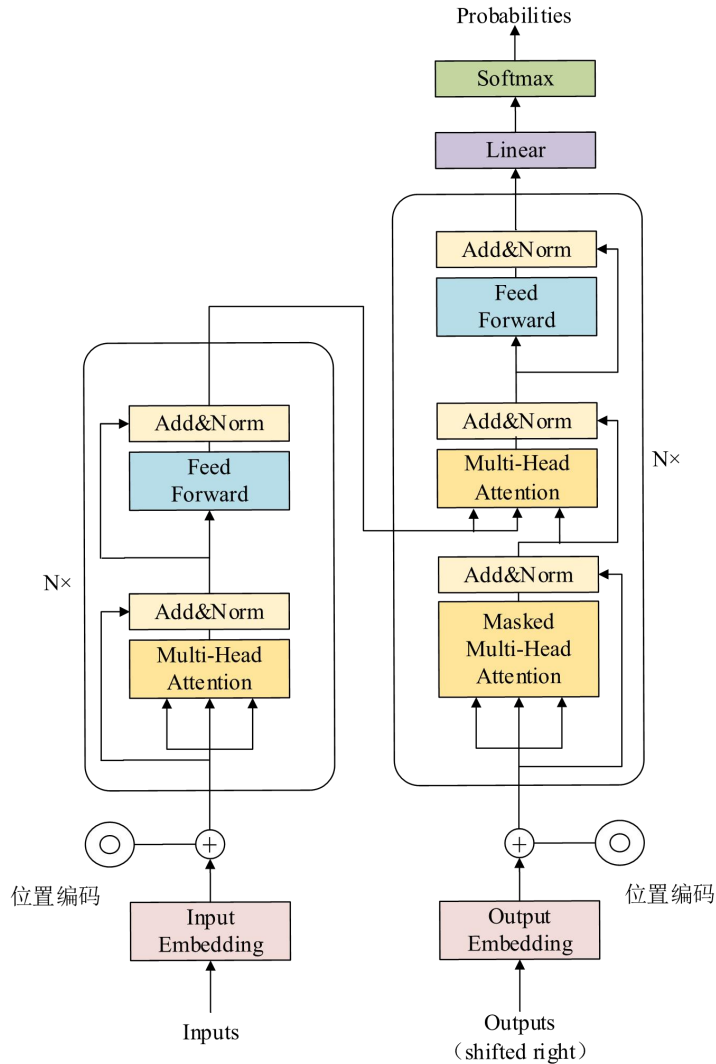 Probabilities
Softmax
Linear
Add&Norm
Feed
Forward
Add&Norm
Multi-Head
Attention
N×
Add&Norm
Masked
Multi-Head
Attention
Add&Norm
Feed
Forward
N×
Add&Norm
Multi-Head
Attention
位置编码
Input
Embedding
Inputs
位置编码
Output
Embedding
Outputs
（shifted right）